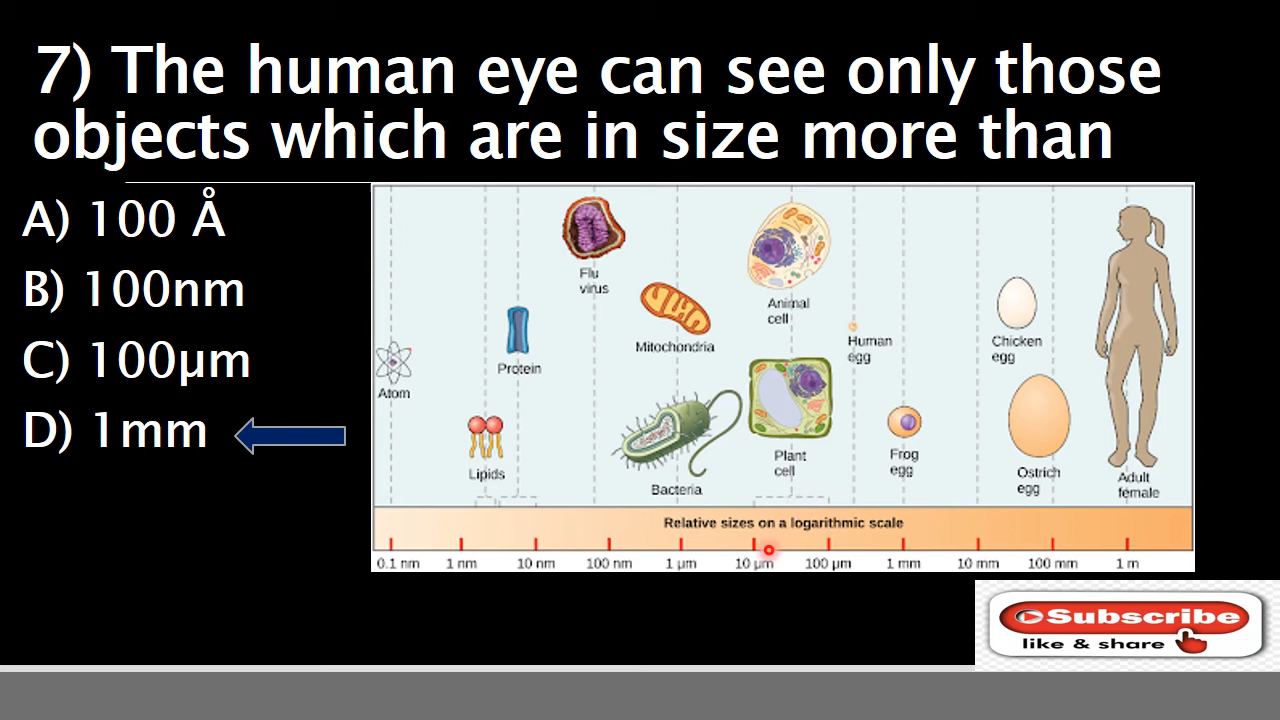 7) The human eye can see only those
objects which are in size more than
A) 100 Å
B) 100nm
C) 100μm
D) 1mm
Flu
virus
Animal
cell
Mitochondria
Human
egg
Chicken
egg
Protein
Atom
Lipids
Bacteria
Plant
cell
Frog
egg
Ostrich
egg
Adult
female
Relative sizes on a logarithmic scale
0.1 nm 1 nm 10 nm 100 nm 1 μm 10 μm 100 μm 1 mm 10 mm 100 mm 1 m
Subscribe
like & share